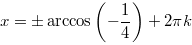 x = ± arccos(−1/4) + 2πk